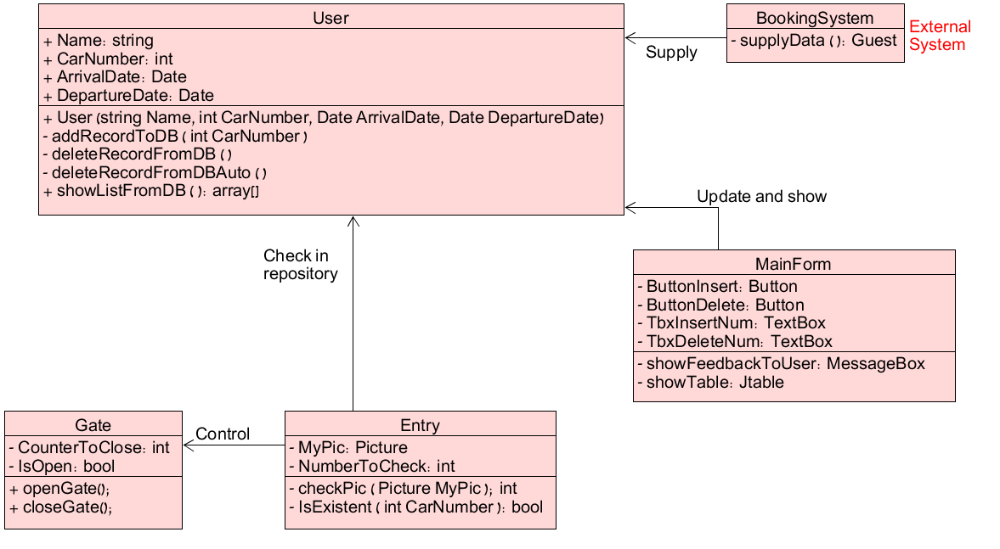 User
+ Name: string
+ CarNumber: int
+ ArrivalDate: Date
+ DepartureDate: Date
+ User (string Name, int CarNumber, Date ArrivalDate, Date DepartureDate)
- addRecordToDB ( int CarNumber )
- deleteRecordFromDB ( )
- deleteRecordFromDBAuto ( )
+ showListFromDB ( ): array[]
BookingSystem
- supplyData ( ): Guest
External
System
Supply
Update and show
MainForm
- ButtonInsert: Button
- ButtonDelete: Button
- TbxInsertNum: TextBox
- TbxDeleteNum: TextBox
- showFeedbackToUser: MessageBox
- showTable: Jtable
Check in
repository
Gate
- CounterToClose: int
- IsOpen: bool
+ openGate();
+ closeGate();
Control
Entry
- MyPic: Picture
- NumberToCheck: int
- checkPic ( Picture MyPic ); int
- IsExistent ( int CarNumber ): bool